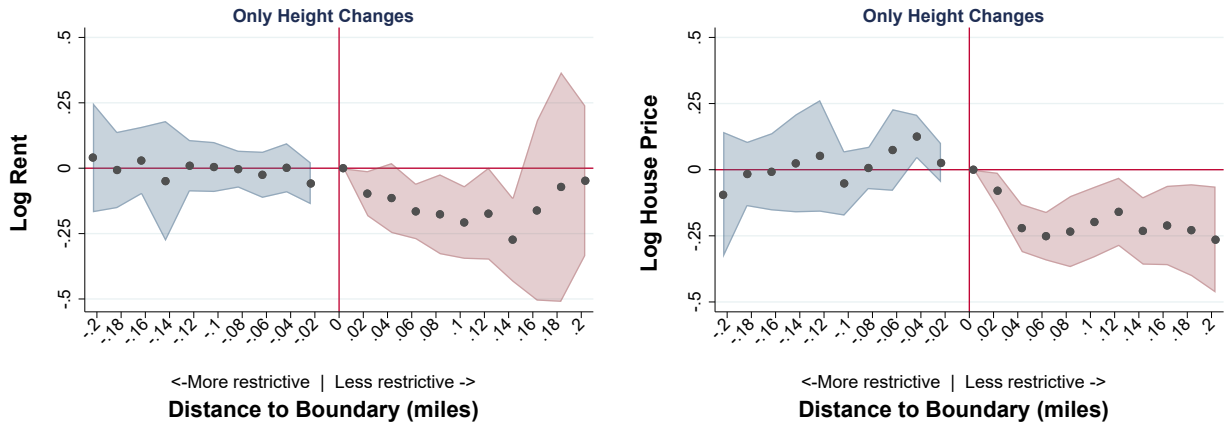 Only Height Changes
Log Rent
.5
.25
0
-.25
-.5
-.2 -.18 -.16 -.14 -.12 -.1 -.08 -.06 -.04 -.02 0 .02 .04 .06 .08 .1 .12 .14 .16 .18 .2
<-More restrictive | Less restrictive ->
Distance to Boundary (miles)
Only Height Changes
Log House Price
.5
.25
0
-.25
-.5
-.2 -.18 -.16 -.14 -.12 -.1 -.08 -.06 -.04 -.02 0 .02 .04 .06 .08 .1 .12 .14 .16 .18 .2
<-More restrictive | Less restrictive ->
Distance to Boundary (miles)